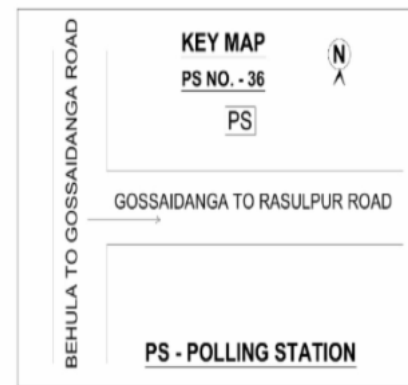 KEY MAP
N
PS NO. - 36
PS
BEHULA TO GOSSAIDANGA ROAD
GOSSAIDANGA TO RASULPUR ROAD
PS - POLLING STATION